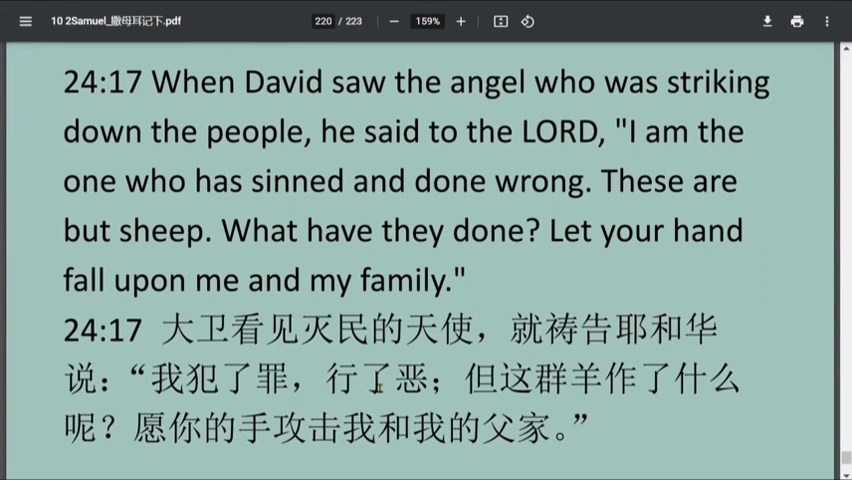 10 2Samuel_撒母耳记下.pdf
220 / 223
159%
24:17 When David saw the angel who was striking
down the people, he said to the LORD, "I am the
one who has sinned and done wrong. These are
but sheep. What have they done? Let your hand
fall upon me and my family."
24:17 大卫看见灭民的天使，就祷告耶和华
说：“我犯了罪，行了恶；但这群羊作了什么
呢？愿你的手攻击我和我的父家。”